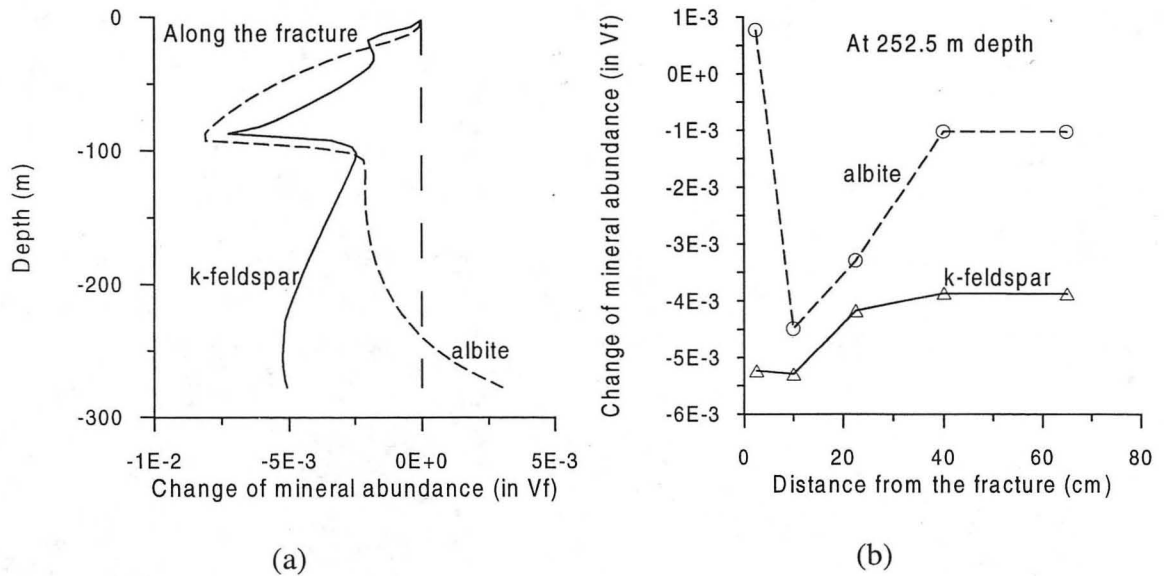 0
-100
-200
-300
Depth (m)
-1E-2 -5E-3 0E+0 5E-3
Change of mineral abundance (in Vf)
Along the fracture
k-feldspar
albite
(a)
1E-3
0E+0
-1E-3
-2E-3
-3E-3
-4E-3
-5E-3
-6E-3
Change of mineral abundance (in Vf)
At 252.5 m depth
albite
k-feldspar
0 20 40 60 80
Distance from the fracture (cm)
(b)